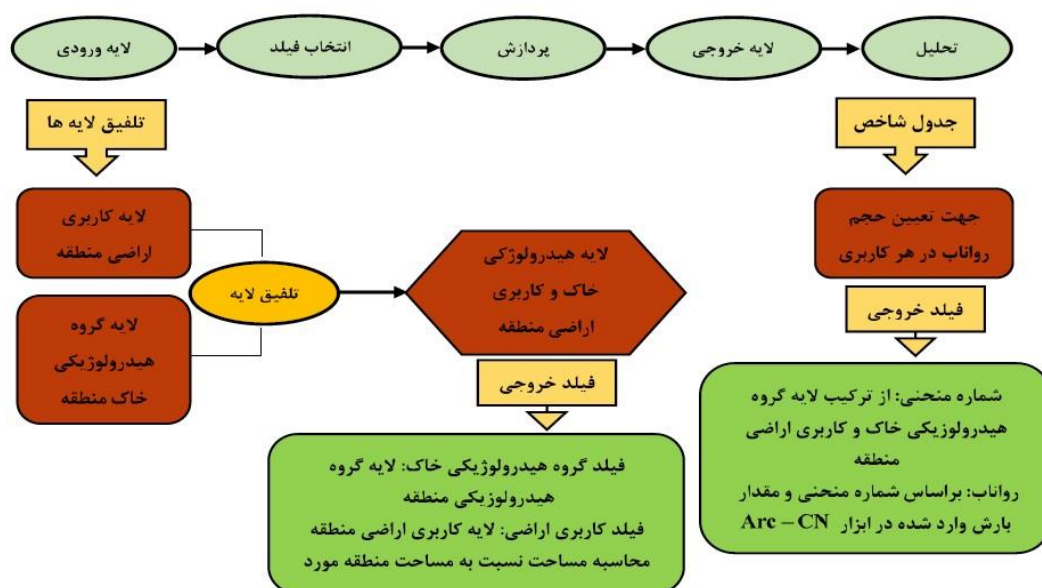 لایه ورودی
انتخاب فیلد
پردازش
لایه خروجی
تحلیل
تلفیق لایه ها
لایه کاربری
اراضی منطقه
لایه گروه
هیدرولوژیکی
خاک منطقه
تلفیق لایه
لایه هیدرولوژکی
خاک و کاربری
اراضی منطقه
فیلد خروجی
فیلد گروه هیدرولوژیکی خاک: لایه گروه
هیدرولوزیکی منطقه
فیلد کاربری اراضی: لایه کاربری اراضی منطقه
محاسبه مساحت نسبت به مساحت منطقه مورد
جدول شاخص
جهت تعیین حجم
رواناب در هر کاربری
فیلد خروجی
شماره منحنی: از ترکیب لایه گروه
هیدرولوزیکی خاک و کاربری اراضی
منطقه
رواناب: براساس شماره منحنی و مقدار
بارش وارد شده در ابزار Arc – CN